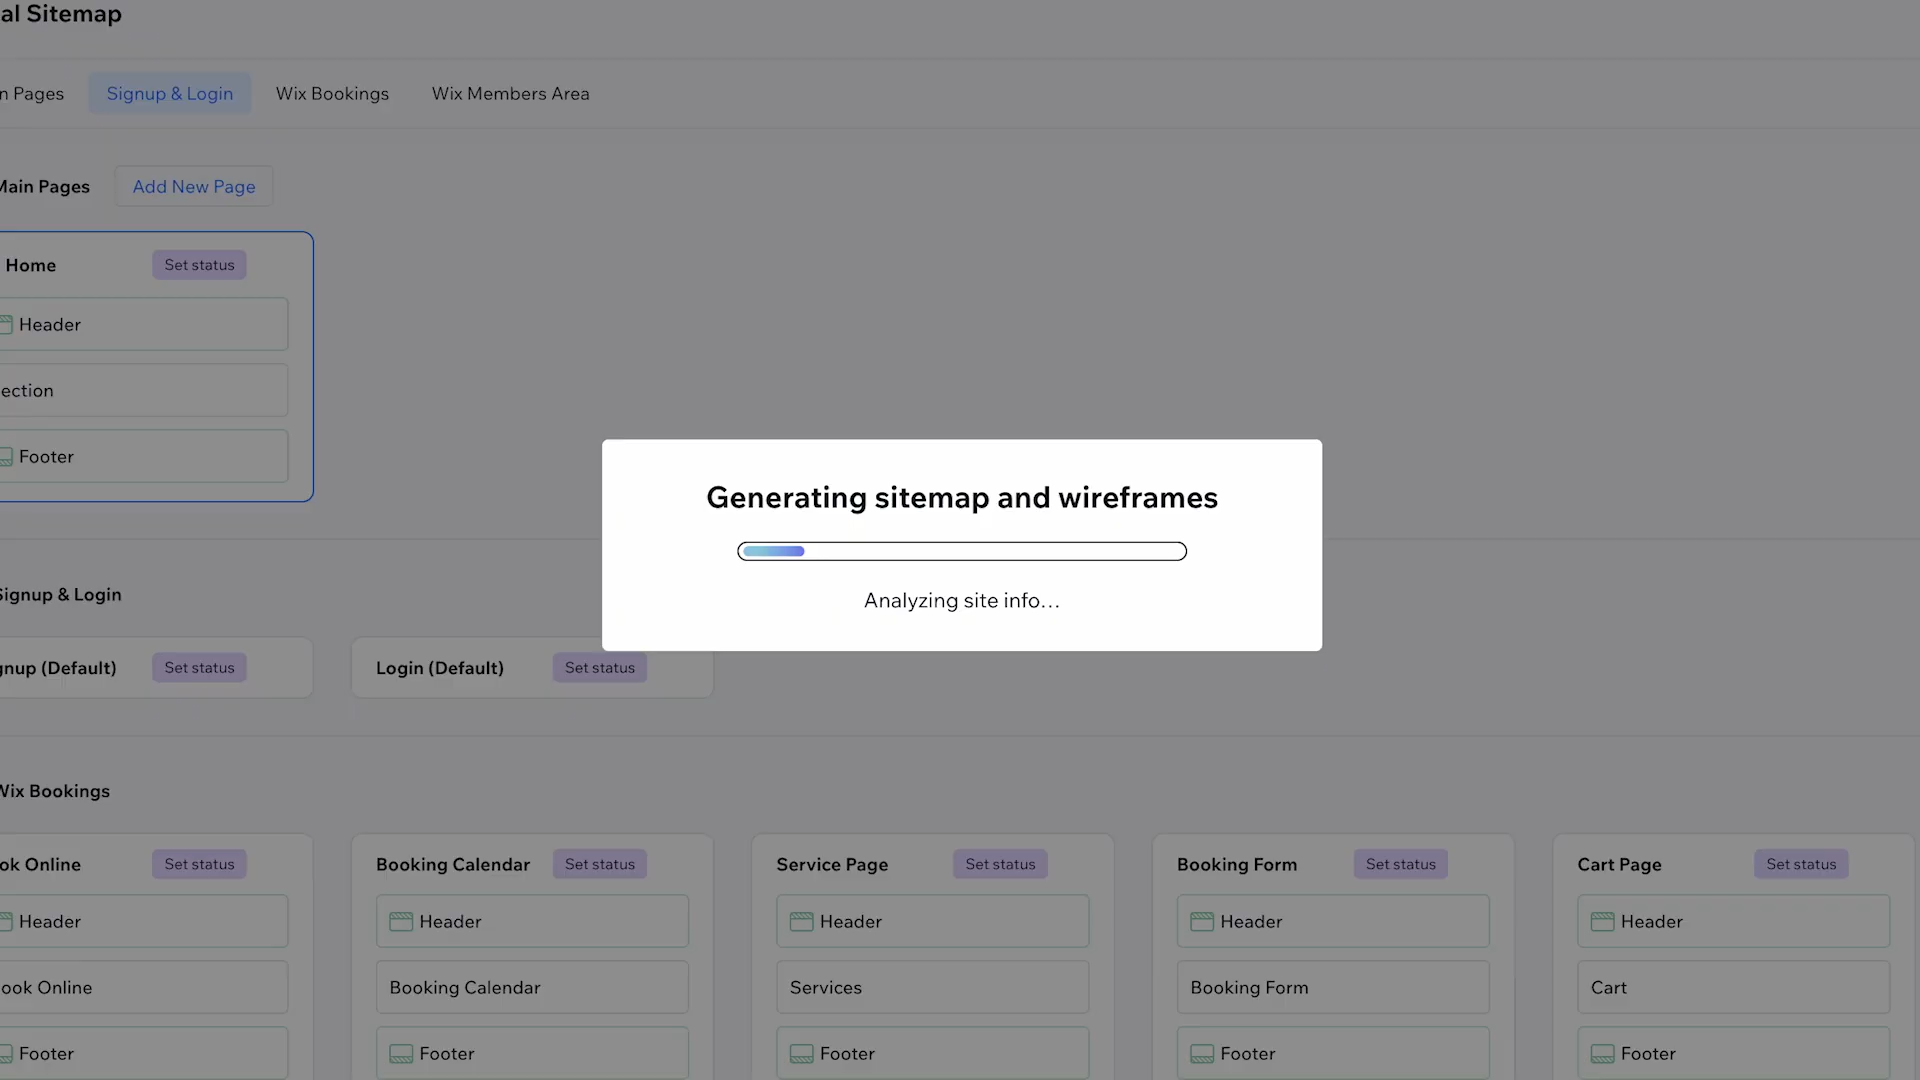 al Sitemap
n Pages Signup & Login Wix Bookings Wix Members Area
Main Pages Add New Page
Home Set status
Header
ection
Footer
Generating sitemap and wireframes
Analyzing site info...
Signup & Login
gnup (Default) Set status Login (Default) Set status
Wix Bookings
ok Online Set status Booking Calendar Set status Service Page Set status Booking Form Set status Cart Page Set status
Header Header Header Header Header
ook Online Booking Calendar Services Booking Form Cart
Footer Footer Footer Footer Footer